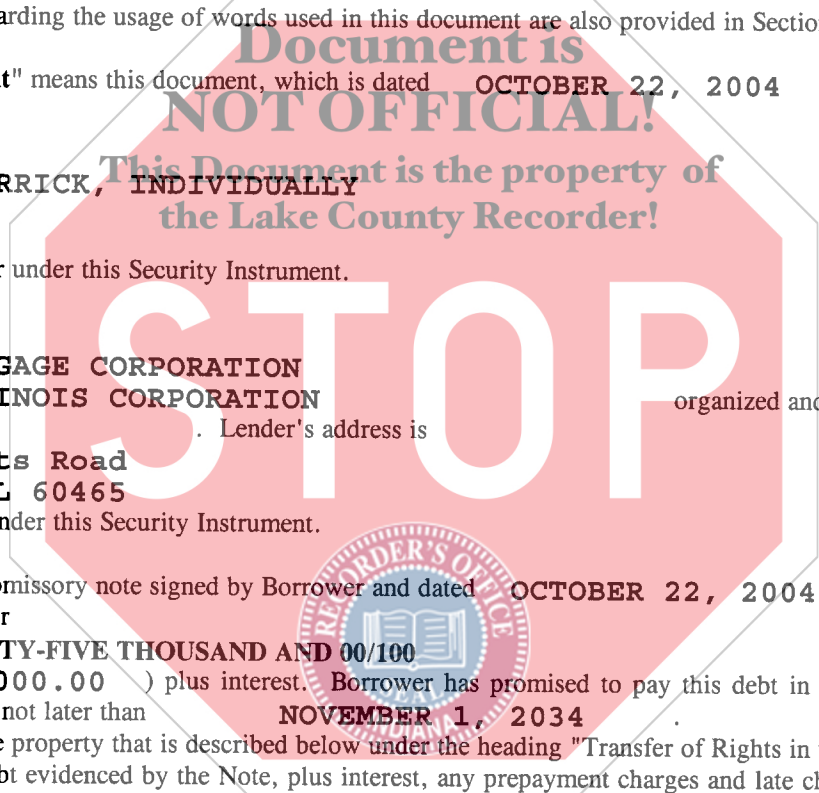 arding the usage of words used in this document are also provided in Section
Document is
t" means this document, which is dated OCTOBER 22, 2004
NOT OFFICIAL!
This Document is the property of
RRICK, INDIVIDUALLY
the Lake County Recorder!
r under this Security Instrument.
STOP
GAGE CORPORATION
INOIS CORPORATION organized and
. Lender's address is
ts Road
L 60465
nder this Security Instrument.
RECORDER'S OFFICE
omissory note signed by Borrower and dated OCTOBER 22, 2004
r
TY-FIVE THOUSAND AND 00/100
000.00 ) plus interest. Borrower has promised to pay this debt in
SEAL
not later than NOVEMBER 1, 2034 .
INDIANA
e property that is described below under the heading "Transfer of Rights in
bt evidenced by the Note, plus interest, any prepayment charges and late ch